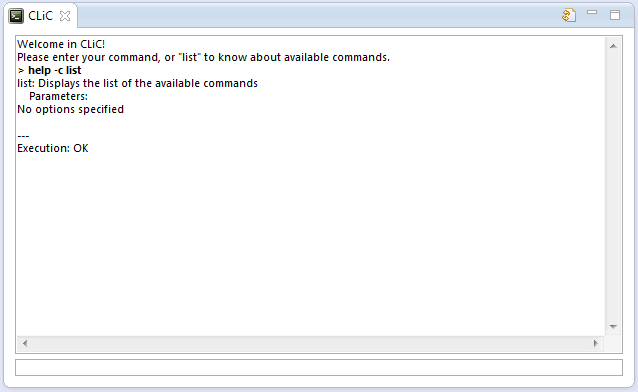 CLiC
Welcome in CLiC!
Please enter your command, or "list" to know about available commands.
> help -c list
list: Displays the list of the available commands
Parameters:
No options specified
---
Execution: OK